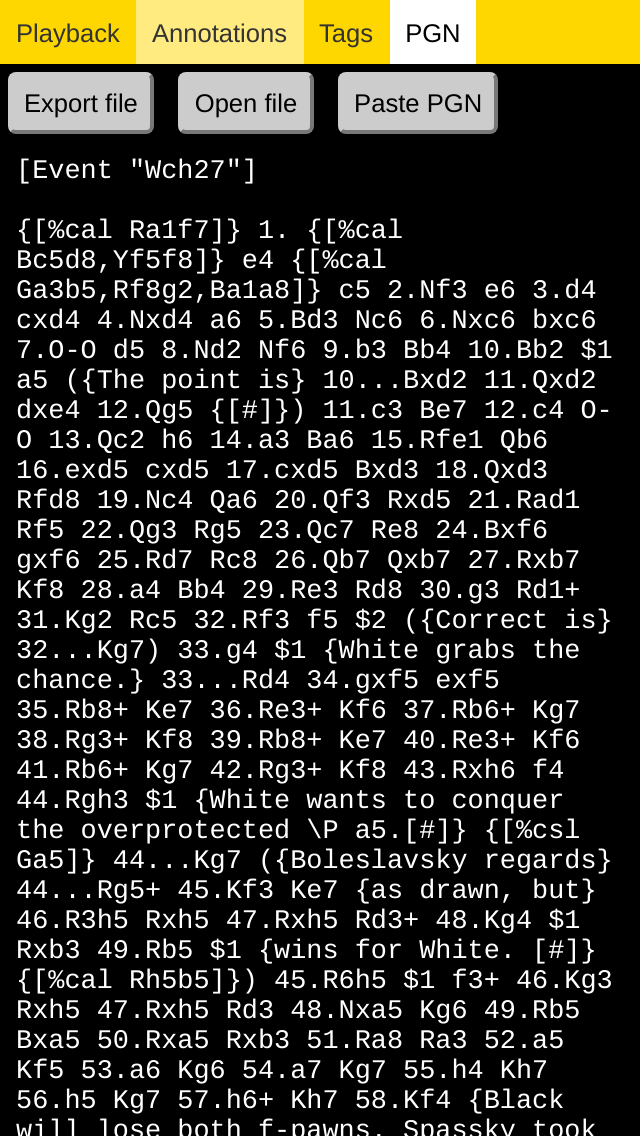 Playback Annotations Tags PGN
Export file Open file Paste PGN
[Event "Wch27"]
{[%cal Ra1f7]} 1. {[%cal
Bc5d8,Yf5f8]} e4 {[%cal
Ga3b5,Rf8g2,Ba1a8]} c5 2.Nf3 e6 3.d4
cxd4 4.Nxd4 a6 5.Bd3 Nc6 6.Nxc6 bxc6
7.O-O d5 8.Nd2 Nf6 9.b3 Bb4 10.Bb2 $1
a5 ({The point is} 10...Bxd2 11.Qxd2
dxe4 12.Qg5 {[#]}) 11.c3 Be7 12.c4 O-
O 13.Qc2 h6 14.a3 Ba6 15.Rfe1 Qb6
16.exd5 cxd5 17.cxd5 Bxd3 18.Qxd3
Rfd8 19.Nc4 Qa6 20.Qf3 Rxd5 21.Rad1
Rf5 22.Qg3 Rg5 23.Qc7 Re8 24.Bxf6
gxf6 25.Rd7 Rc8 26.Qb7 Qxb7 27.Rxb7
Kf8 28.a4 Bb4 29.Re3 Rd8 30.g3 Rd1+
31.Kg2 Rc5 32.Rf3 f5 $2 ({Correct is}
32...Kg7) 33.g4 $1 {White grabs the
chance.} 33...Rd4 34.gxf5 exf5
35.Rb8+ Ke7 36.Re3+ Kf6 37.Rb6+ Kg7
38.Rg3+ Kf8 39.Rb8+ Ke7 40.Re3+ Kf6
41.Rb6+ Kg7 42.Rg3+ Kf8 43.Rxh6 f4
44.Rgh3 $1 {White wants to conquer
the overprotected \P a5.[#]} {[%csl
Ga5]} 44...Kg7 ({Boleslavsky regards}
44...Rg5+ 45.Kf3 Ke7 {as drawn, but}
46.R3h5 Rxh5 47.Rxh5 Rd3+ 48.Kg4 $1
Rxb3 49.Rb5 $1 {wins for White. [#]}
{[%cal Rh5b5]}) 45.R6h5 $1 f3+ 46.Kg3
Rxh5 47.Rxh5 Rd3 48.Nxa5 Kg6 49.Rb5
Bxa5 50.Rxa5 Rxb3 51.Ra8 Ra3 52.a5
Kf5 53.a6 Kg6 54.a7 Kg7 55.h4 Kh7
56.h5 Kg7 57.h6+ Kh7 58.Kf4 {Black
will lose both f-pawns. Spassky took